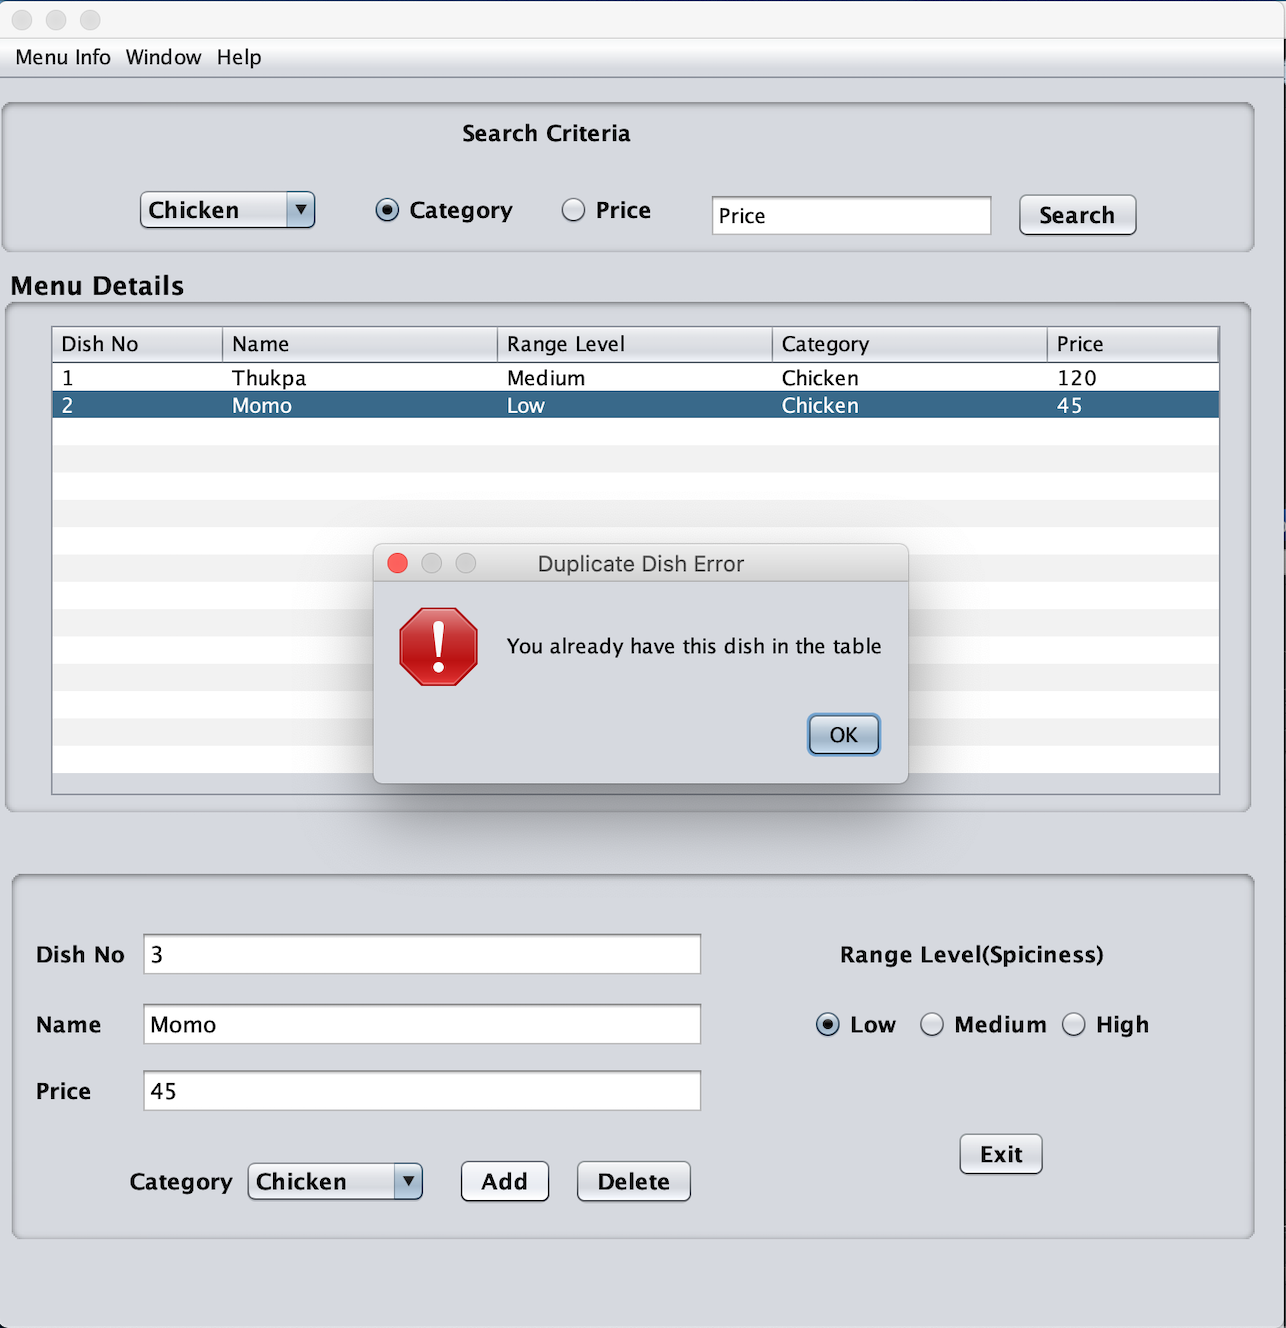 Menu Info Window Help
Search Criteria
Chicken Category Price Price Search
Menu Details
Dish No Name Range Level Category Price
1 Thukpa Medium Chicken 120
2 Momo Low Chicken 45
Duplicate Dish Error
You already have this dish in the table
OK
Dish No 3 Range Level(Spiciness)
Name Momo Low Medium High
Price 45
Exit
Category Chicken Add Delete